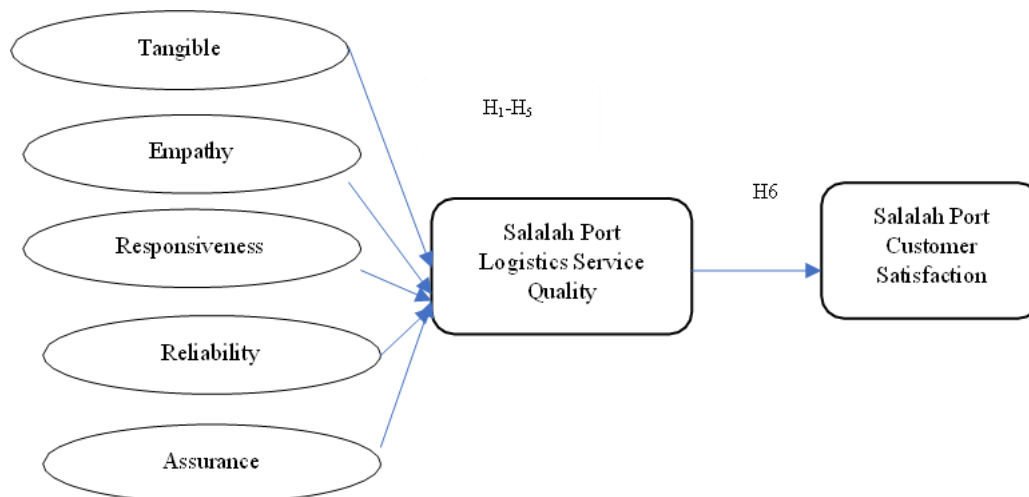 Tangible
H₁-H₅
Empathy
H6
Responsiveness
Salalah Port
Logistics Service
Quality
Salalah Port
Customer
Satisfaction
Reliability
Assurance